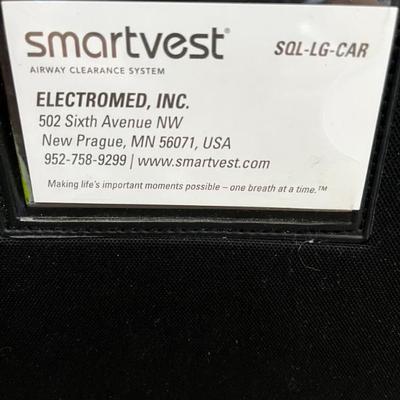 smartvest® SQL-LG-CAR
AIRWAY CLEARANCE SYSTEM
ELECTROMED, INC.
502 Sixth Avenue NW
New Prague, MN 56071, USA
952-758-9299 | www.smartvest.com
Making life's important moments possible – one breath at a time.™